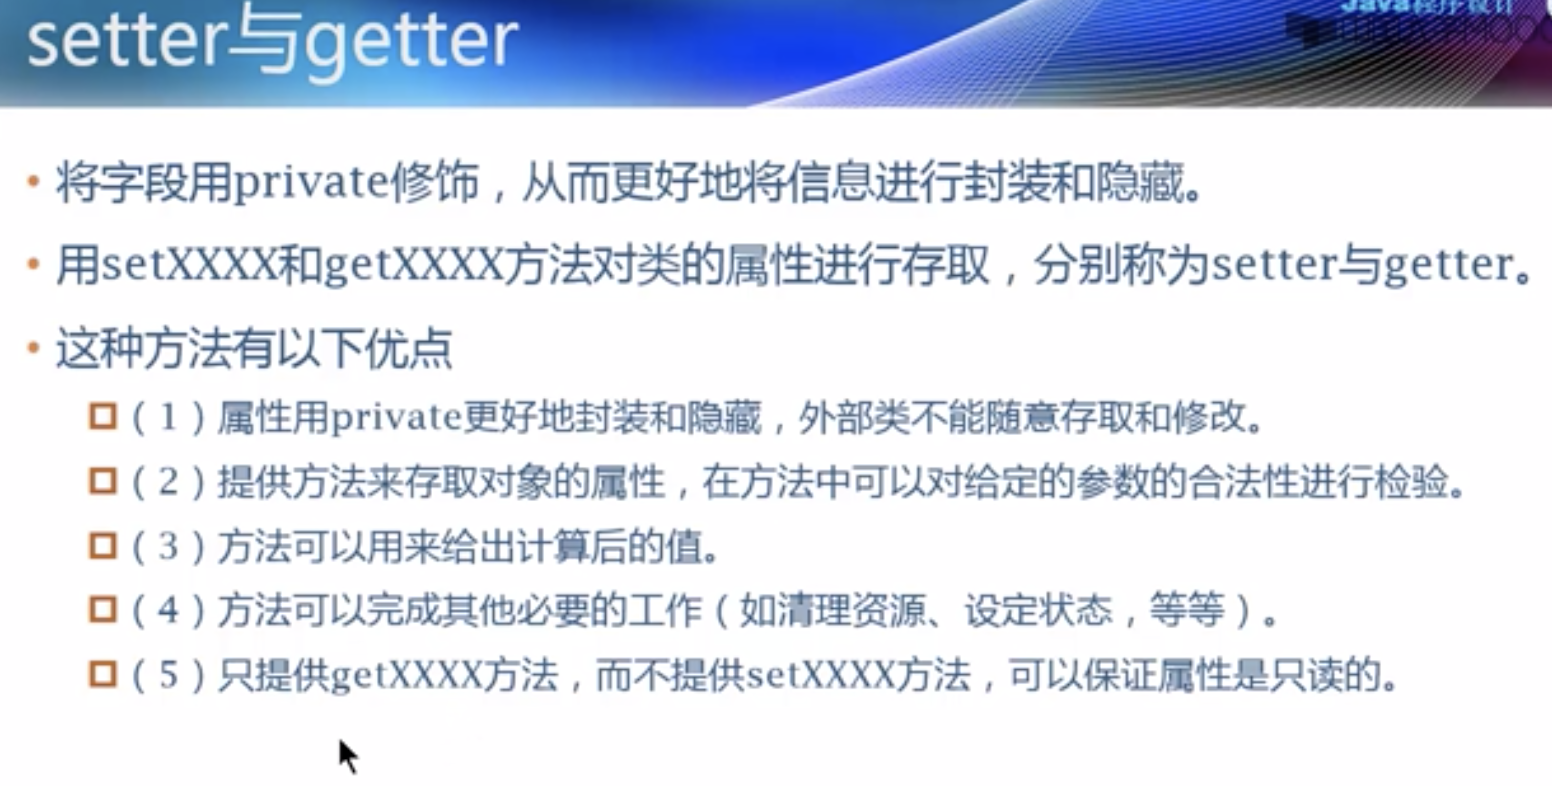 Java程序设计
setter与getter
• 将字段用private修饰，从而更好地将信息进行封装和隐藏。
• 用setXXXX和getXXXX方法对类的属性进行存取，分别称为setter与getter。
• 这种方法有以下优点
（1）属性用private更好地封装和隐藏，外部类不能随意存取和修改。
（2）提供方法来存取对象的属性，在方法中可以对给定的参数的合法性进行检验。
（3）方法可以用来给出计算后的值。
（4）方法可以完成其他必要的工作（如清理资源、设定状态，等等）。
（5）只提供getXXXX方法，而不提供setXXXX方法，可以保证属性是只读的。